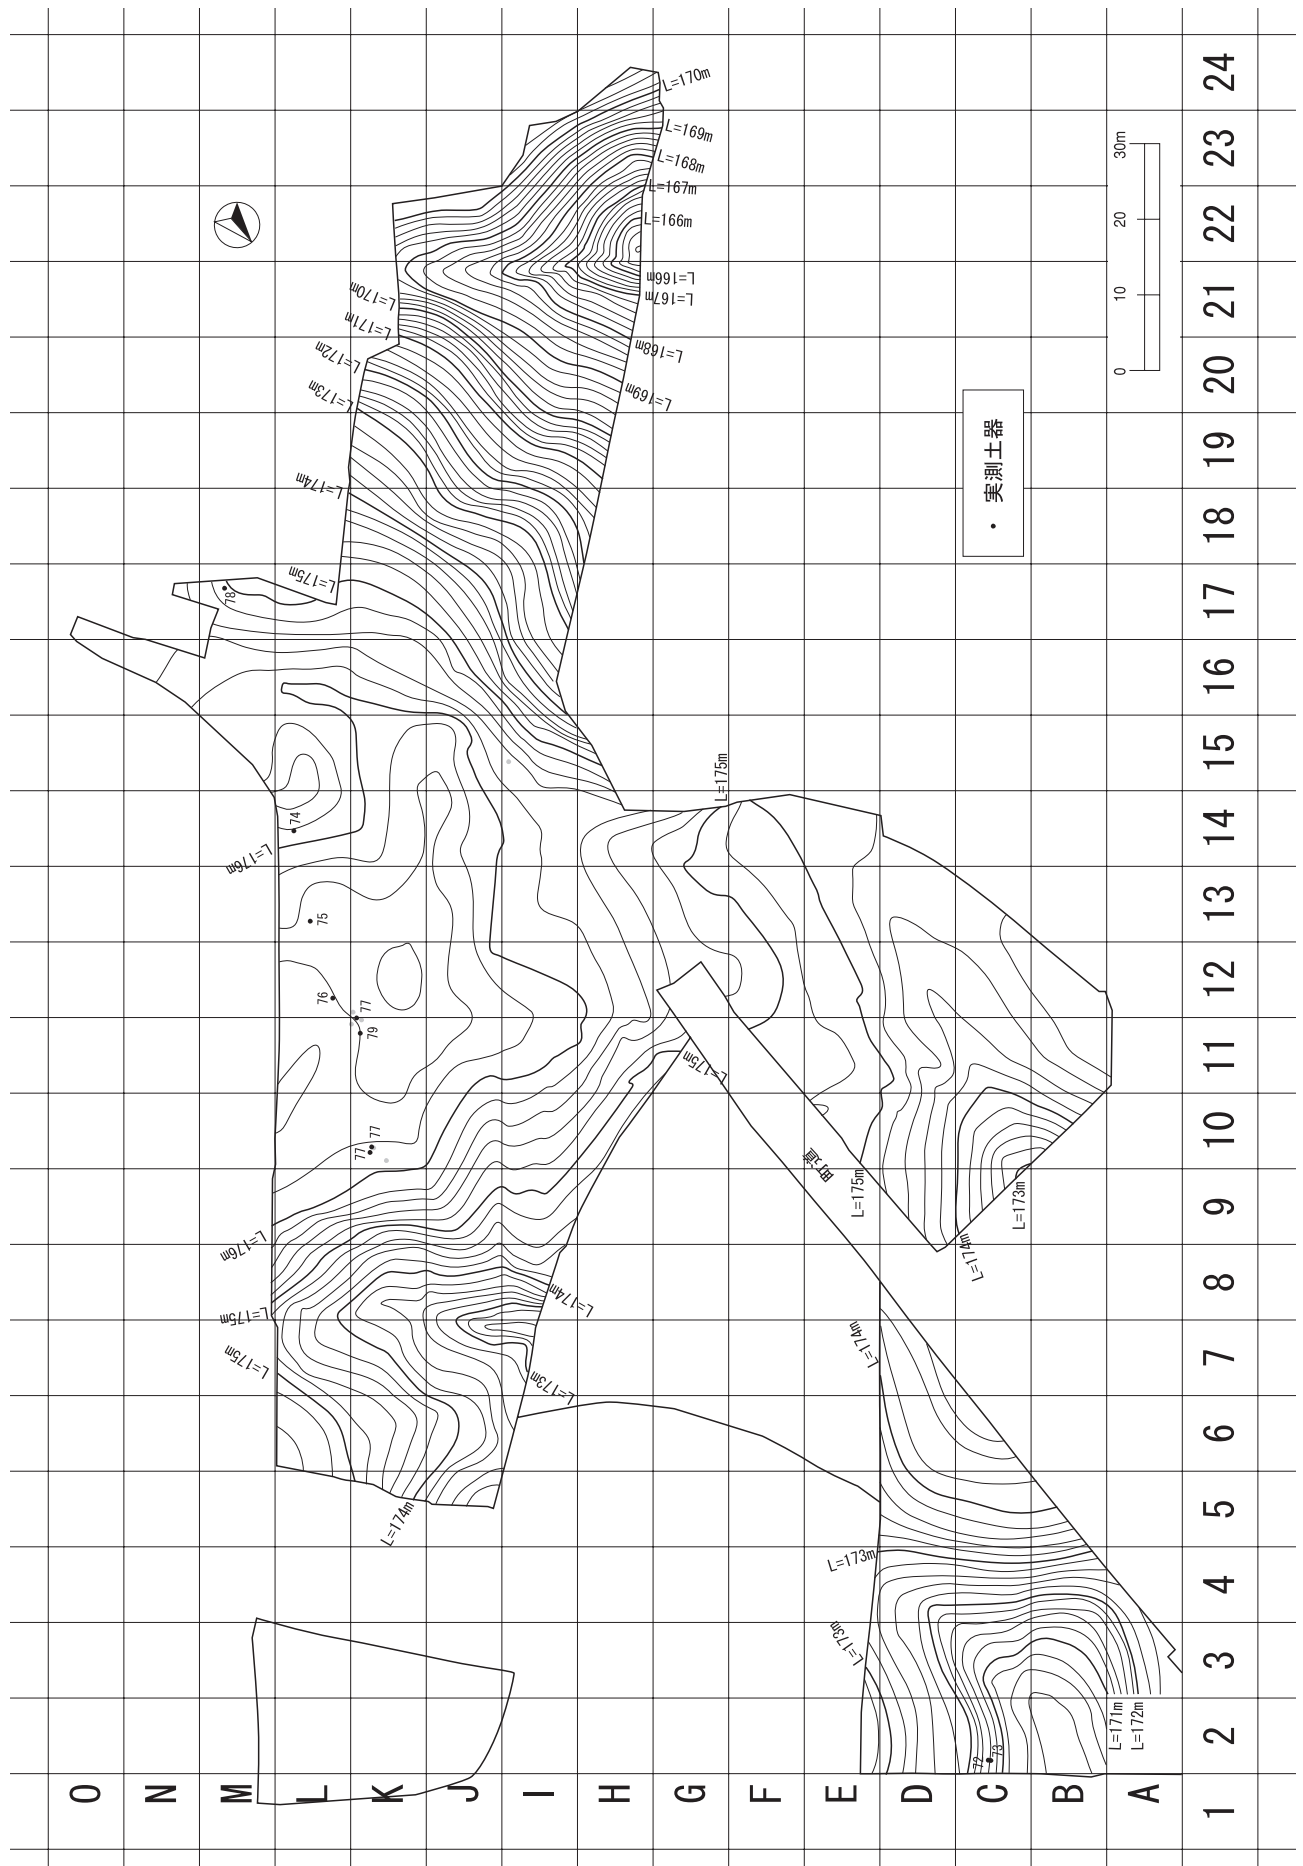 L=170m
L=169m
L=168m
L=167m
L=166m
L=166m
L=167m
L=168m
L=169m
L=170m
L=171m
L=172m
L=173m
L=174m
L=175m
78
74
L=176m
75
76
77
79
77
77
L=176m
L=175m
L=175m
L=174m
L=173m
L=174m
L=175m
L=175m
町道
L=175m
L=174m
L=173m
L=174m
L=173m
L=173m
72
73
L=171m
L=172m
• 実測土器
0 10 20 30m
O N M L K J I H G F E D C B A
1 2 3 4 5 6 7 8 9 10 11 12 13 14 15 16 17 18 19 20 21 22 23 24